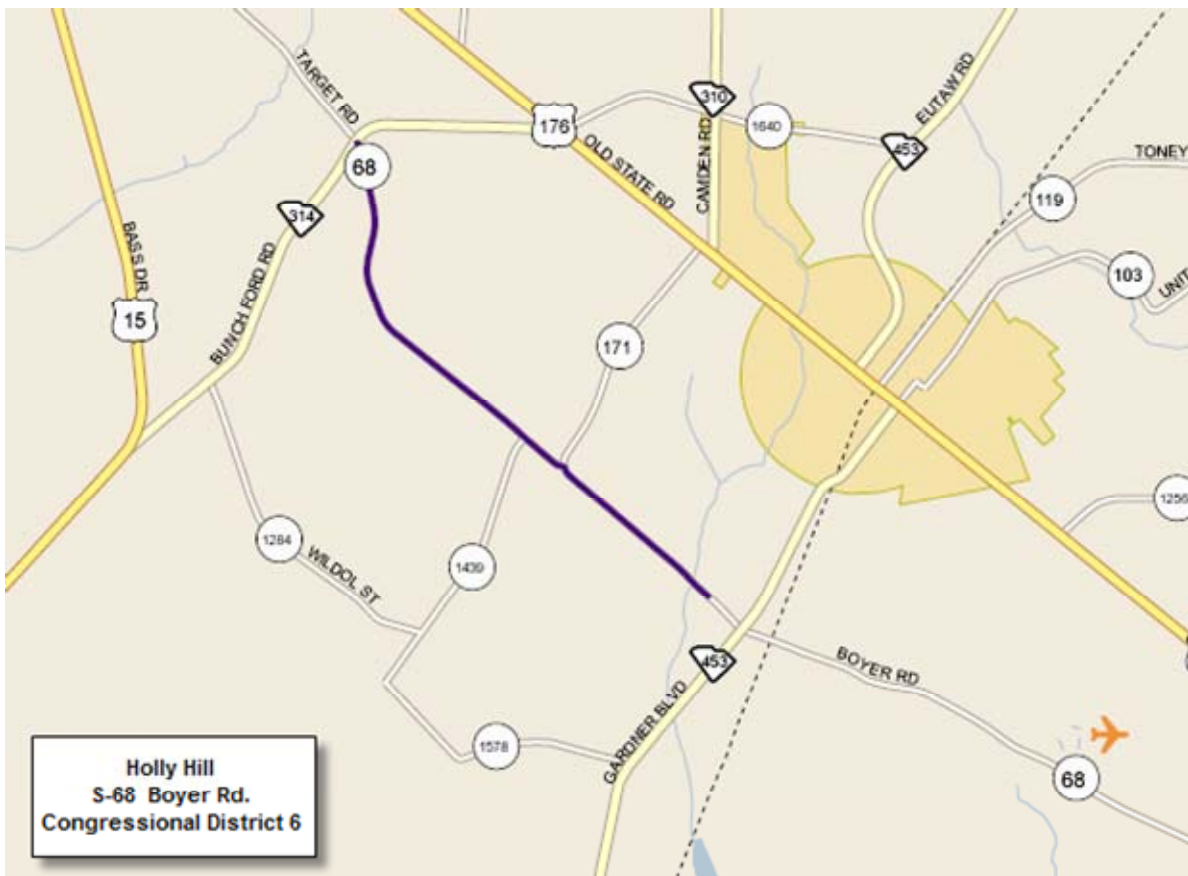 TARGET RD
310
EUTAW RD
176
1640
453
TONEY
68
OLD STATE RD
CAMDEN RD
119
314
BASS DR
BUNCH FORD RD
103
UNIT
15
171
1256
1284
WILDOL ST
1439
453
BOYER RD
GARDNER BLVD
1578
68
Holly Hill
S-68 Boyer Rd.
Congressional District 6